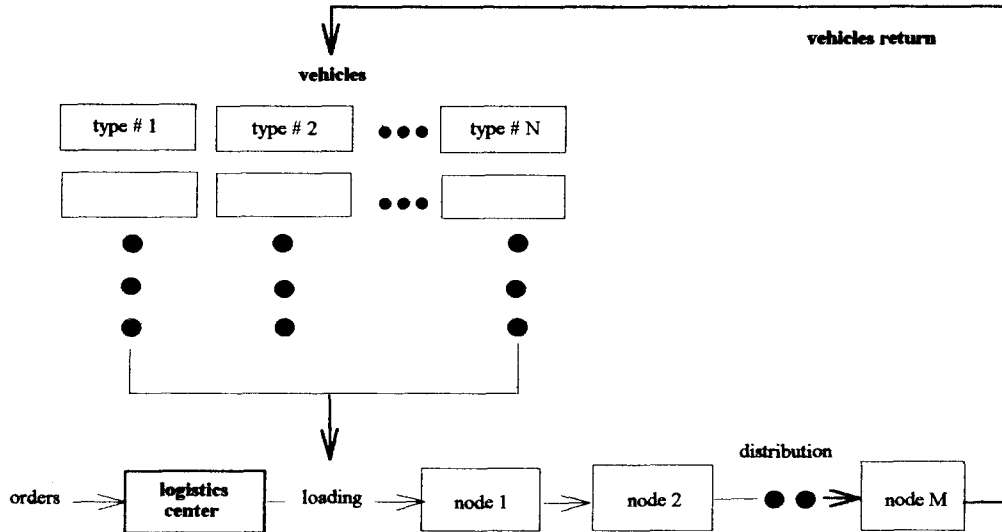 vehicles return
vehicles
type # 1
type # 2
type # N
distribution
orders
logistics
center
loading
node 1
node 2
node M